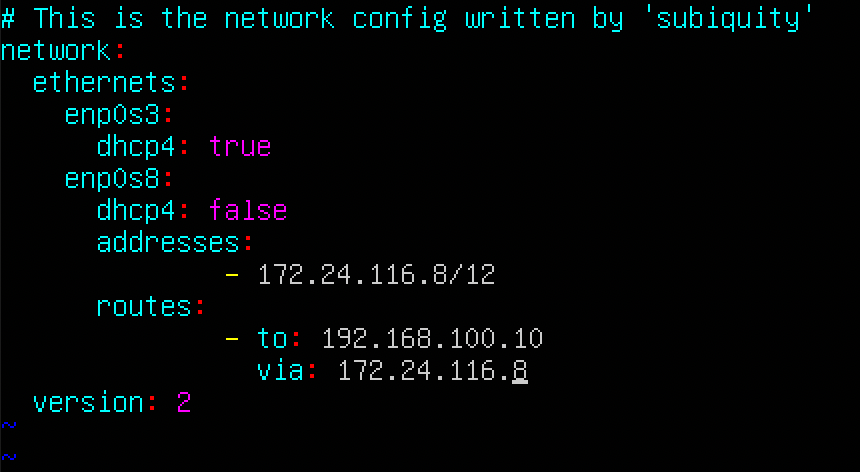 # This is the network config written by 'subiquity'
network:
  ethernets:
    enp0s3:
      dhcp4: true
    enp0s8:
      dhcp4: false
      addresses:
              - 172.24.116.8/12
      routes:
              - to: 192.168.100.10
                via: 172.24.116.8
  version: 2
~
~